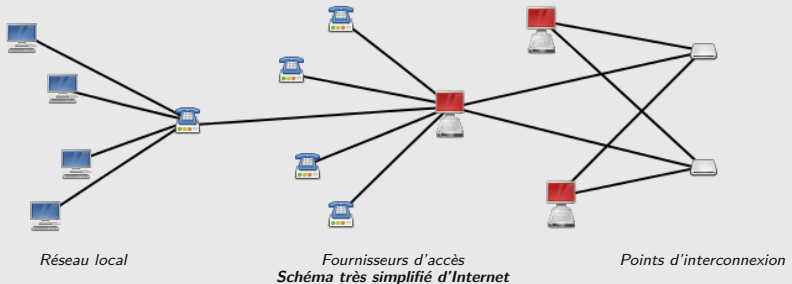 Réseau local
Fournisseurs d'accès
Points d'interconnexion
Schéma très simplifié d'Internet